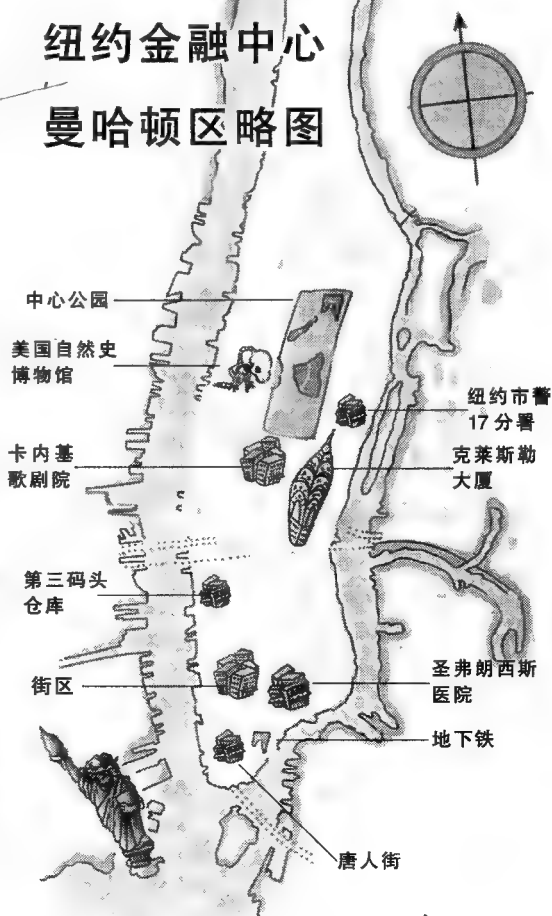 纽约金融中心
曼哈顿区略图
中心公园
美国自然史
博物馆
纽约市警
17分署
卡内基
歌剧院
克莱斯勒
大厦
第三码头
仓库
圣弗朗西斯
医院
街区
地下铁
唐人街